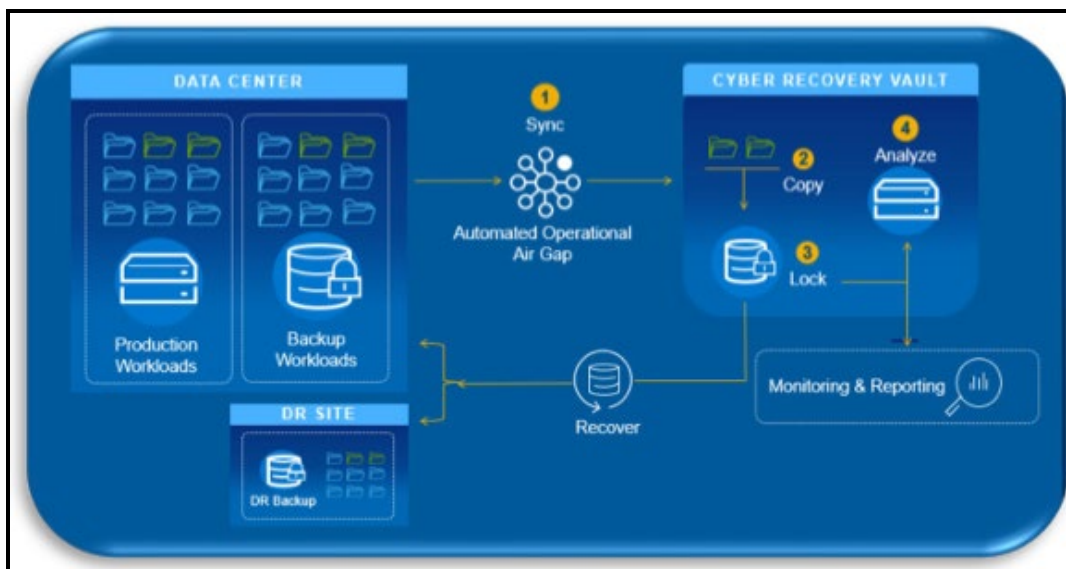 DATA CENTER
Production
Workloads
Backup
Workloads
1
Sync
Automated Operational
Air Gap
CYBER RECOVERY VAULT
2
Copy
3
Lock
4
Analyze
Monitoring & Reporting
Recover
DR SITE
DR Backup